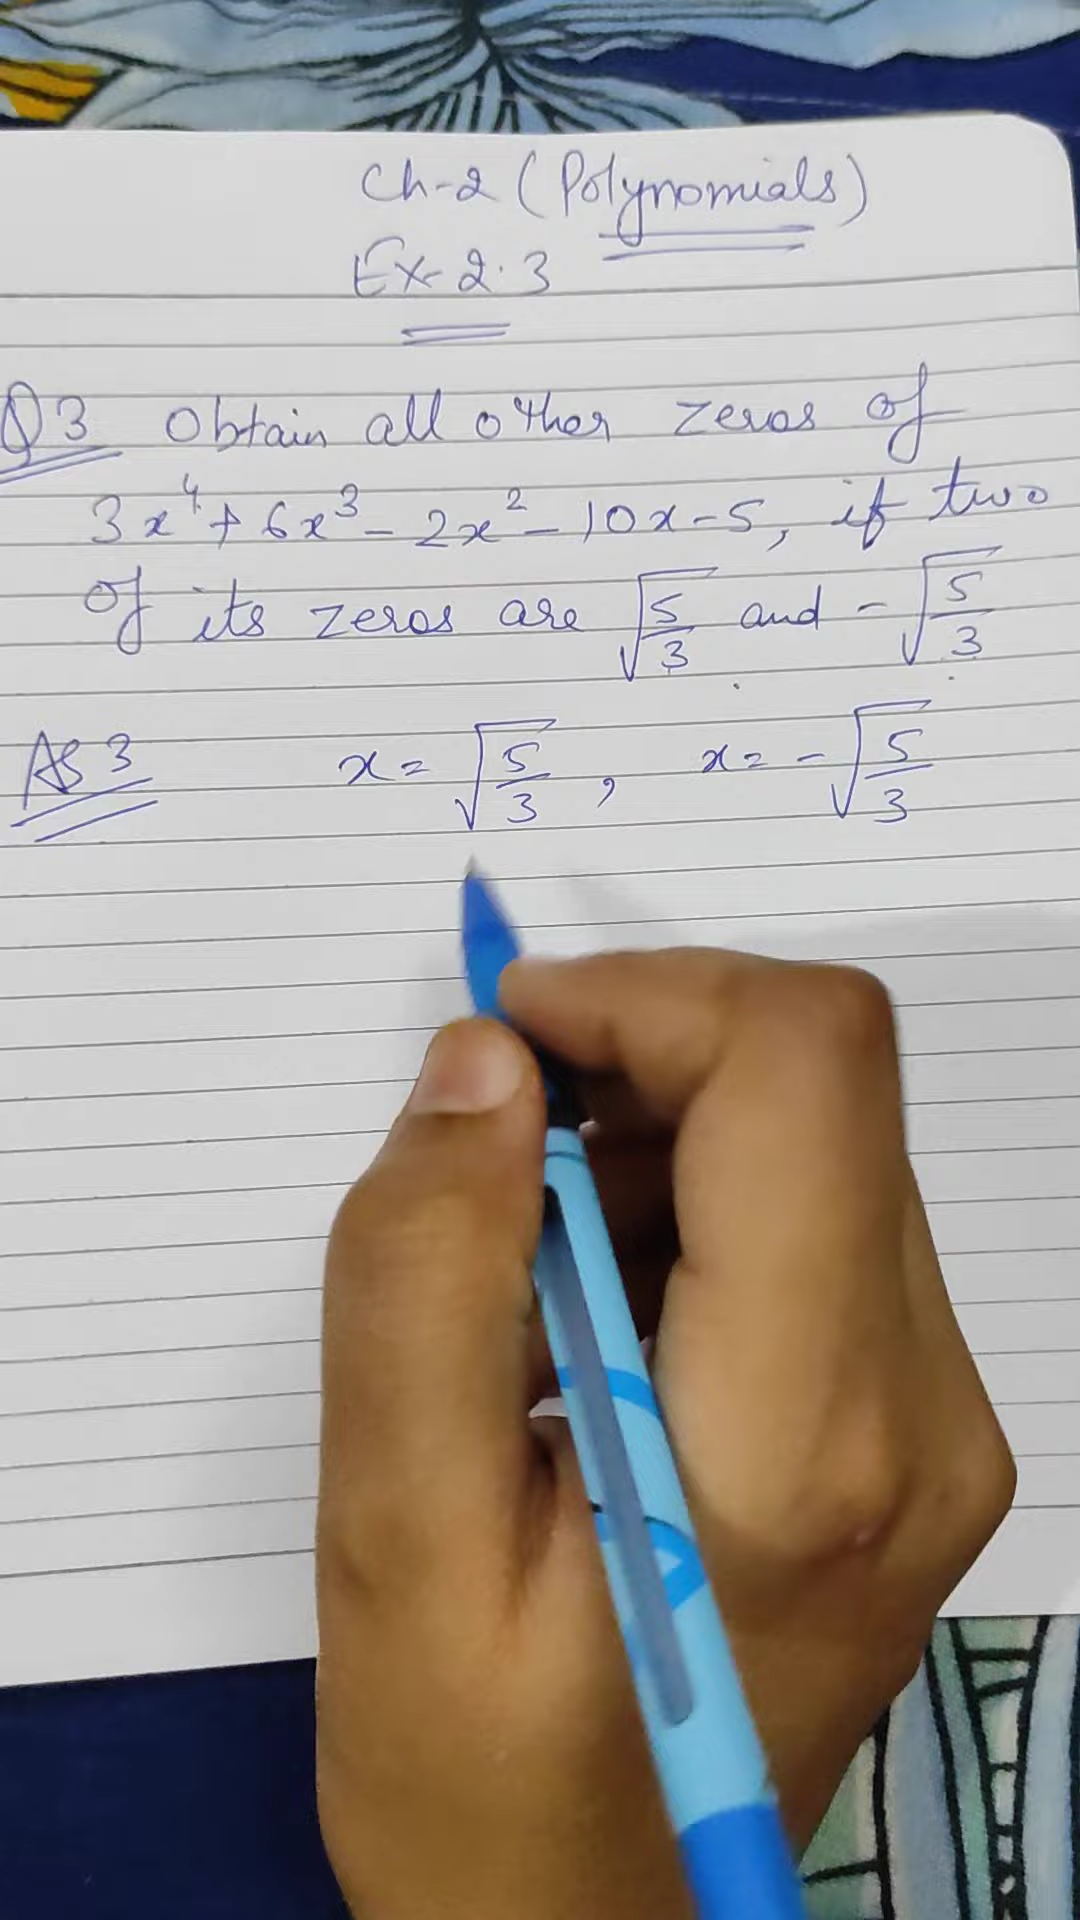 Ch-2 (Polynomials)
Ex-2.3
Q3 Obtain all other zeros of
3x⁴ + 6x³ - 2x² - 10x - 5, if two
of its zeros are √(5/3) and -√(5/3)
AS 3 x = √(5/3), x = -√(5/3)